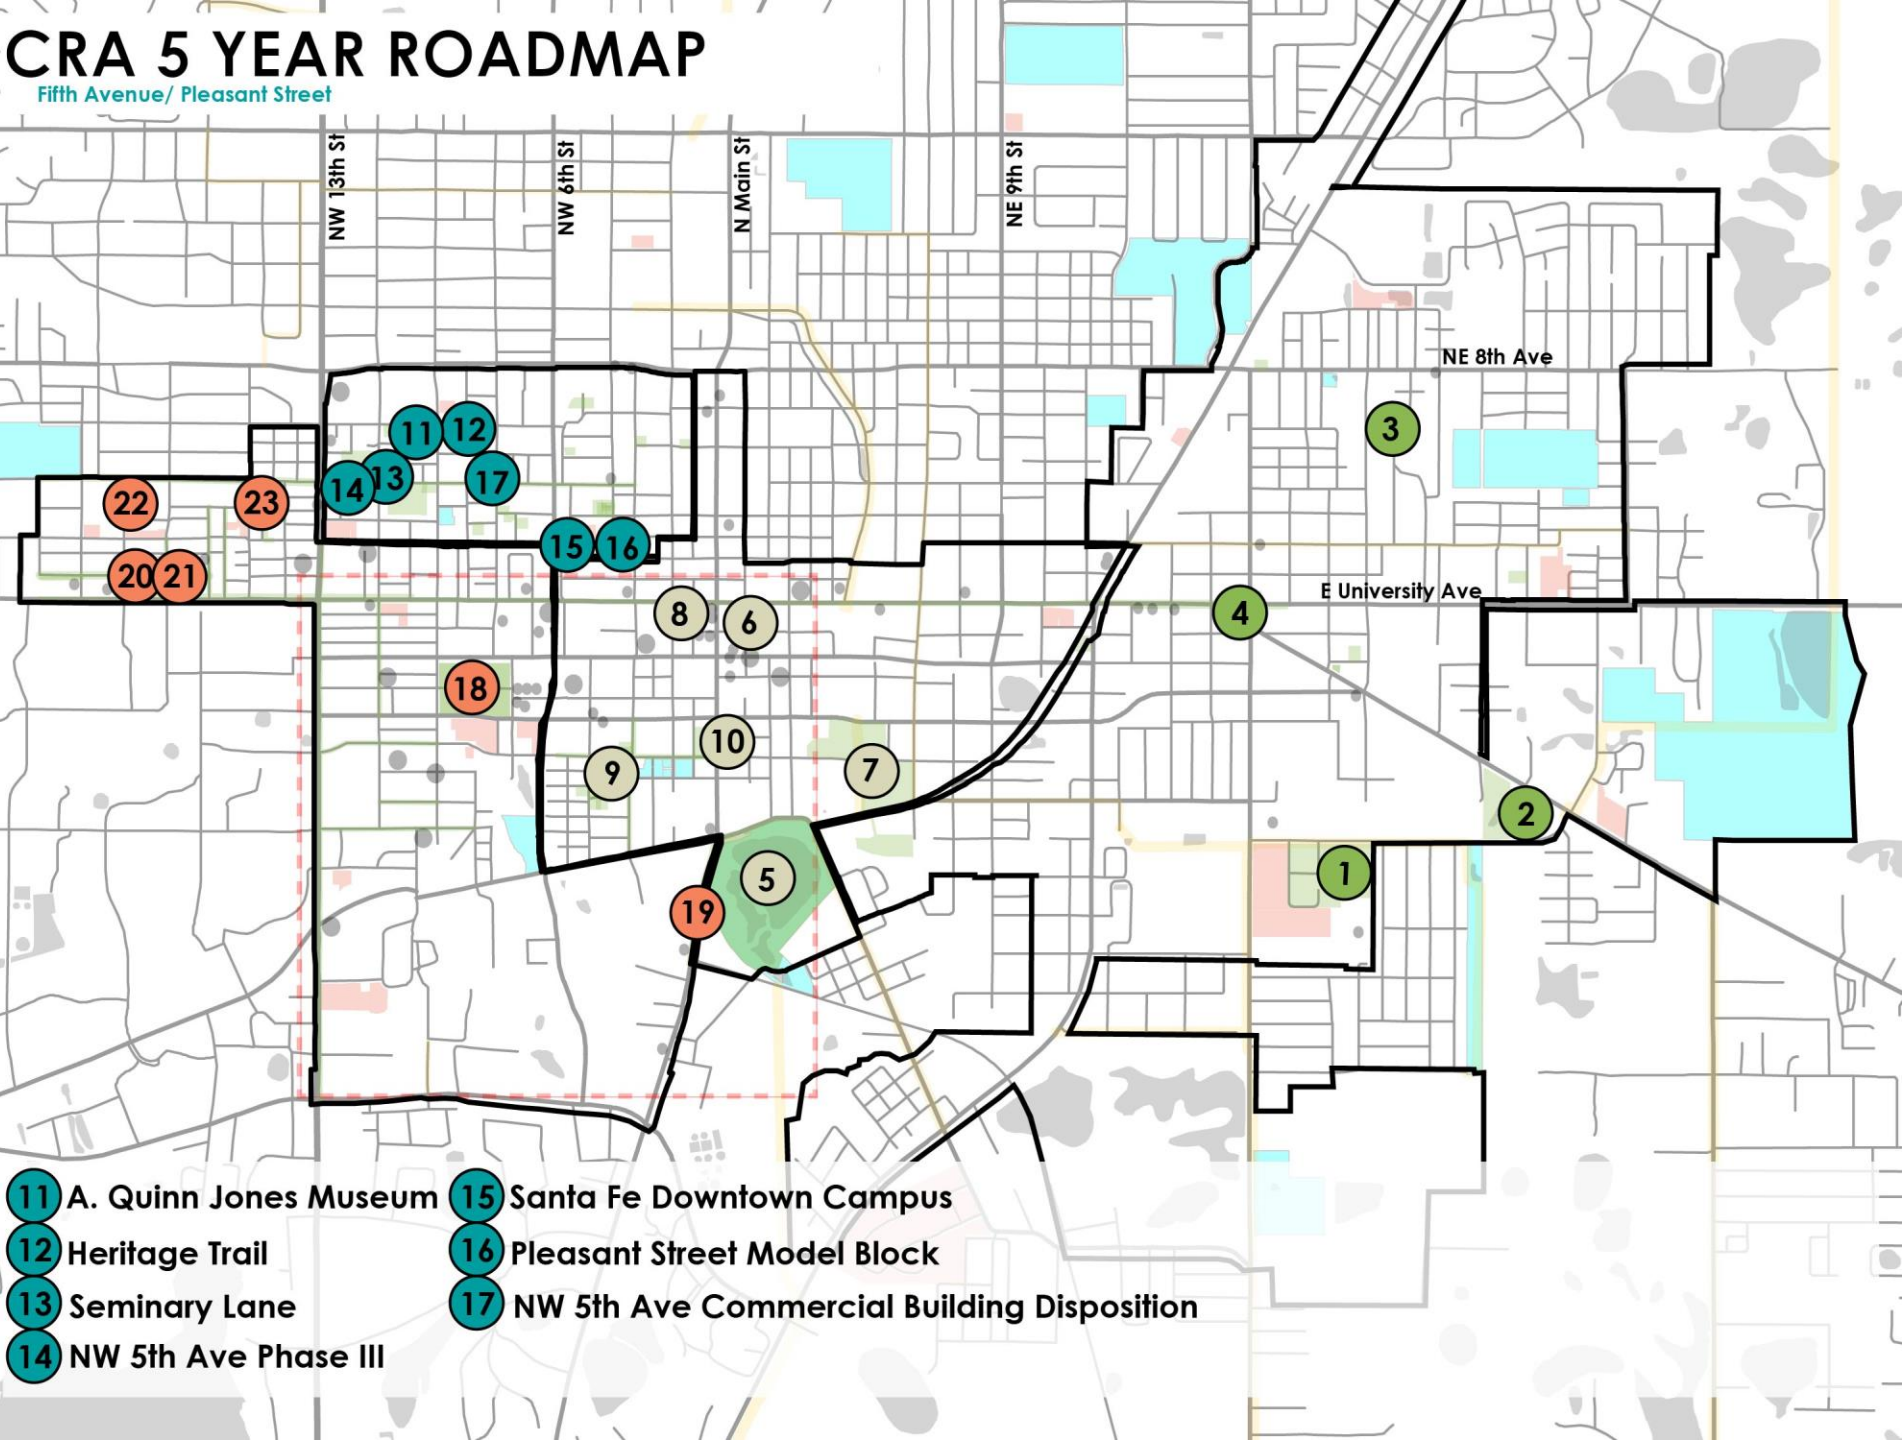 CRA 5 YEAR ROADMAP
Fifth Avenue/ Pleasant Street
NW 13th St
NW 6th St
N Main St
NE 9th St
NE 8th Ave
E University Ave
11
12
13
14
17
15
16
22
23
20
21
18
19
8
6
10
9
7
5
3
4
2
1
11 A. Quinn Jones Museum
12 Heritage Trail
13 Seminary Lane
14 NW 5th Ave Phase III
15 Santa Fe Downtown Campus
16 Pleasant Street Model Block
17 NW 5th Ave Commercial Building Disposition